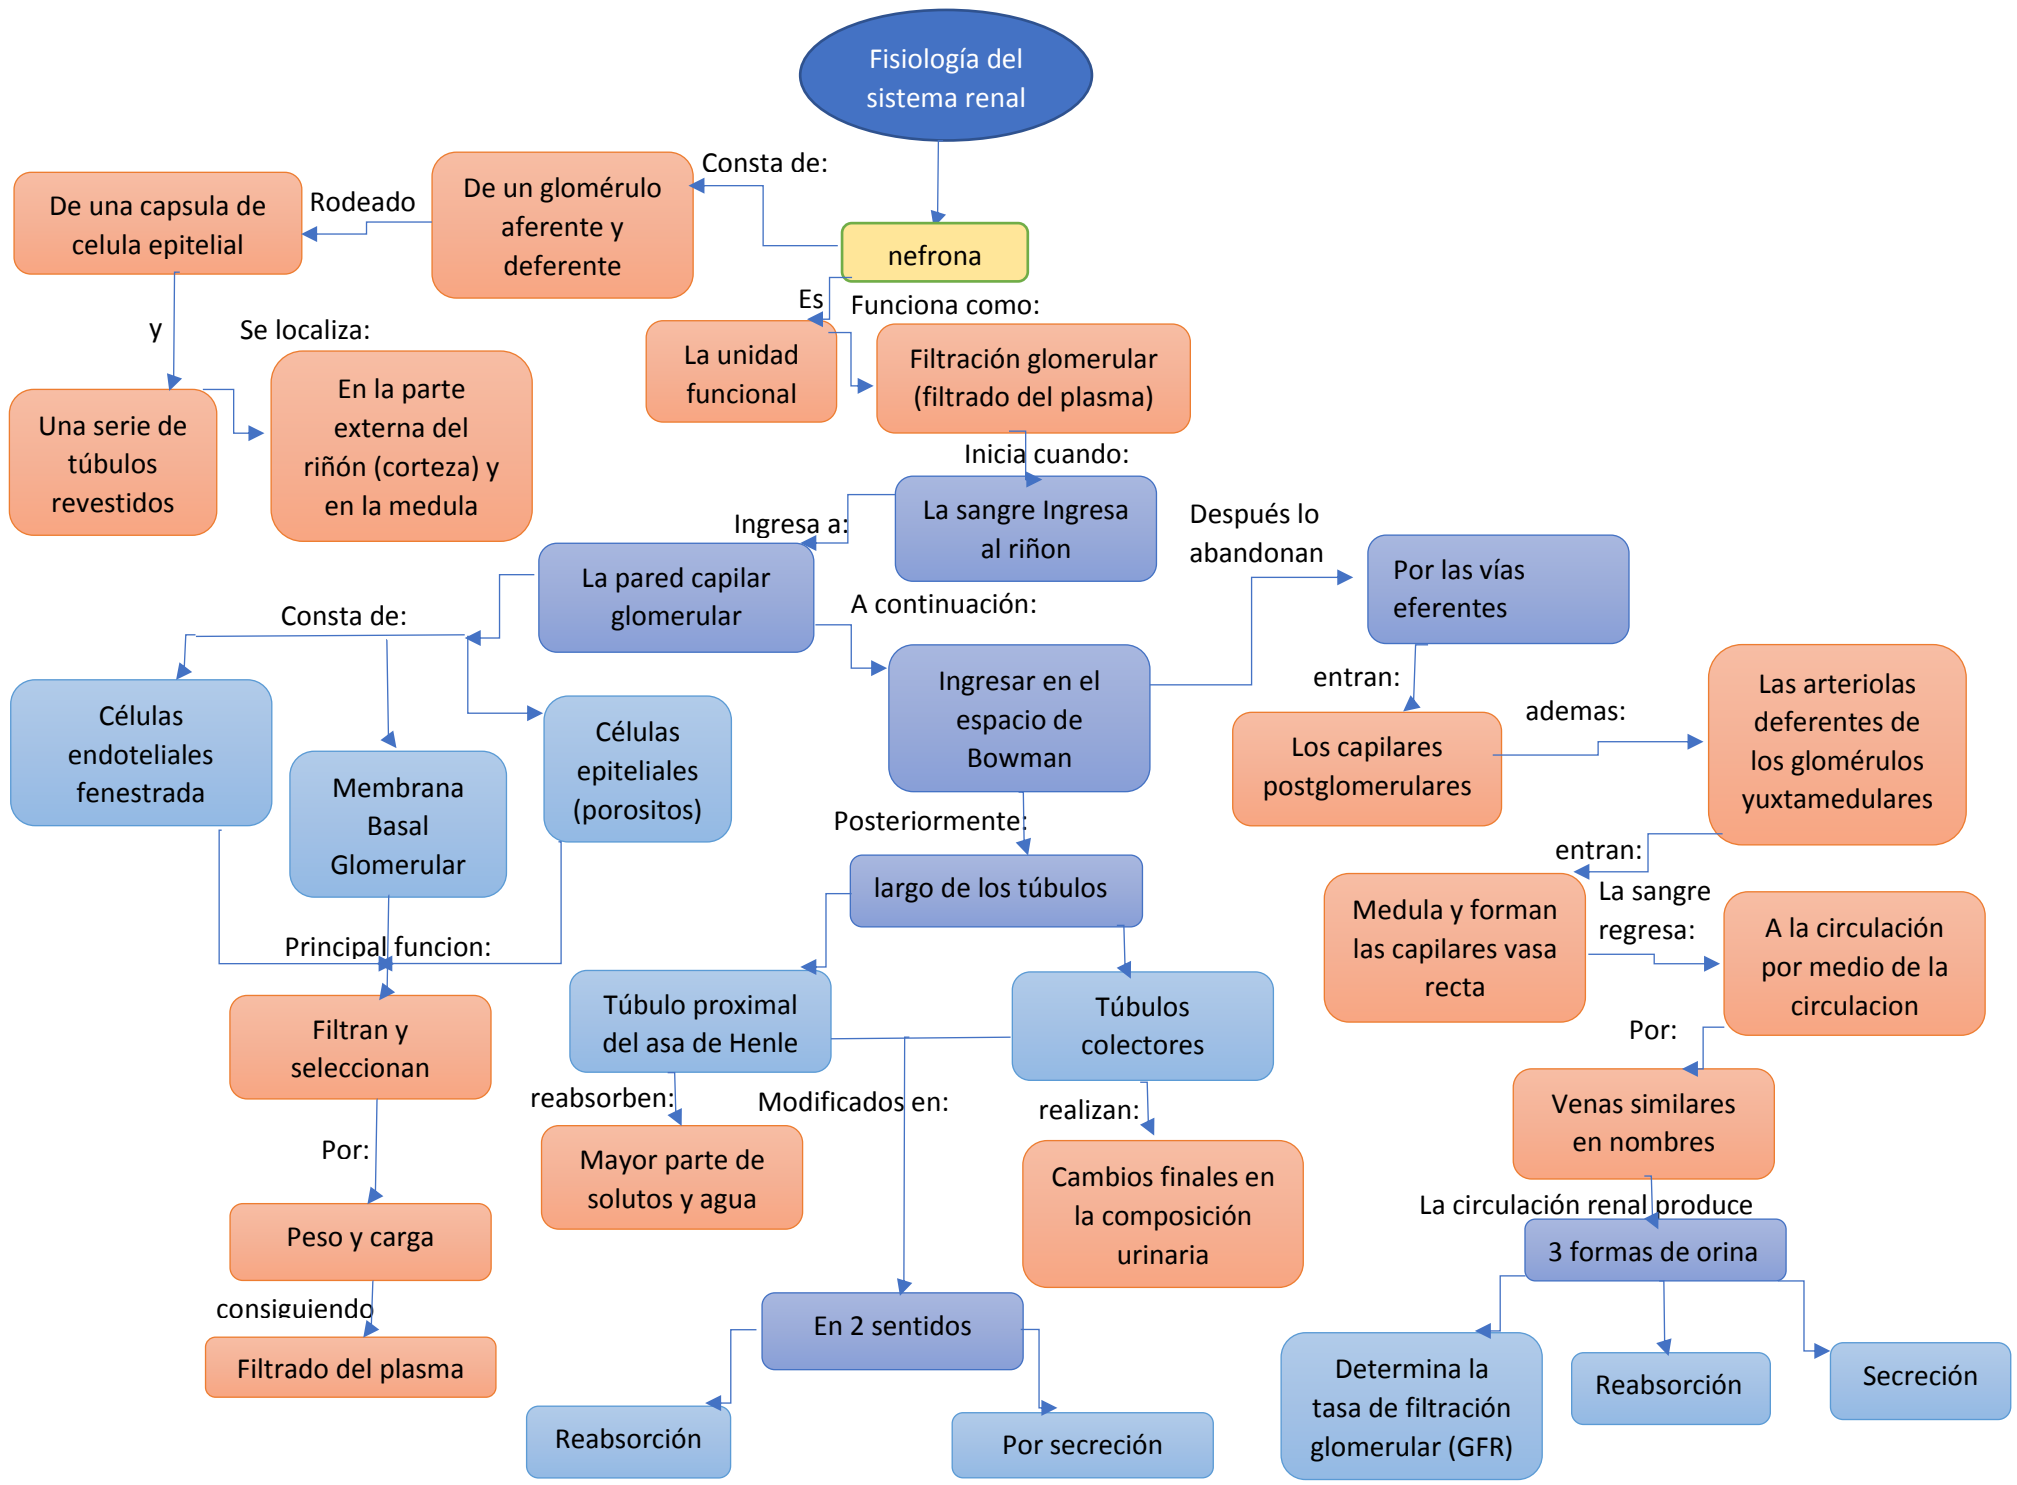 Fisiología del
sistema renal
Consta de:
De un glomérulo
aferente y
deferente
Rodeado
De una capsula de
celula epitelial
nefrona
y
Se localiza:
Es
Funciona como:
Una serie de
túbulos
revestidos
En la parte
externa del
riñón (corteza) y
en la medula
La unidad
funcional
Filtración glomerular
(filtrado del plasma)
Inicia cuando:
La sangre Ingresa
al riñon
Ingresa a:
La pared capilar
glomerular
Después lo
abandonan
Por las vías
eferentes
Consta de:
A continuación:
Ingresar en el
espacio de
Bowman
entran:
Los capilares
postglomerulares
ademas:
Las arteriolas
deferentes de
los glomérulos
yuxtamedulares
Células
endoteliales
fenestrada
Membrana
Basal
Glomerular
Células
epiteliales
(porositos)
Posteriormente:
largo de los túbulos
entran:
Medula y forman
las capilares vasa
recta
La sangre
regresa:
A la circulación
por medio de la
circulacion
Principal funcion:
Filtran y
seleccionan
Túbulo proximal
del asa de Henle
Túbulos
colectores
Por:
Venas similares
en nombres
reabsorben:
Modificados en:
realizan:
Mayor parte de
solutos y agua
Cambios finales en
la composición
urinaria
Por:
Peso y carga
La circulación renal produce
3 formas de orina
consiguiendo
Filtrado del plasma
En 2 sentidos
Reabsorción
Por secreción
Determina la
tasa de filtración
glomerular (GFR)
Reabsorción
Secreción